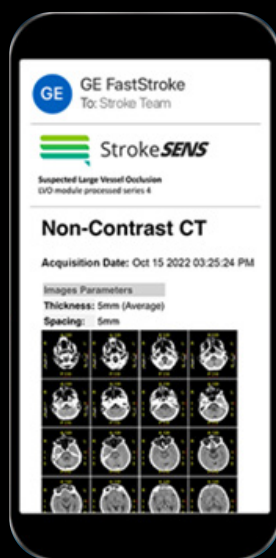 GE
GE FastStroke
To: Stroke Team
StrokeSENS
Suspected Large Vessel Occlusion
LVO module processed series 4
Non-Contrast CT
Acquisition Date: Oct 15 2022 03:25:24 PM
Images Parameters
Thickness: 5mm (Average)
Spacing: 5mm